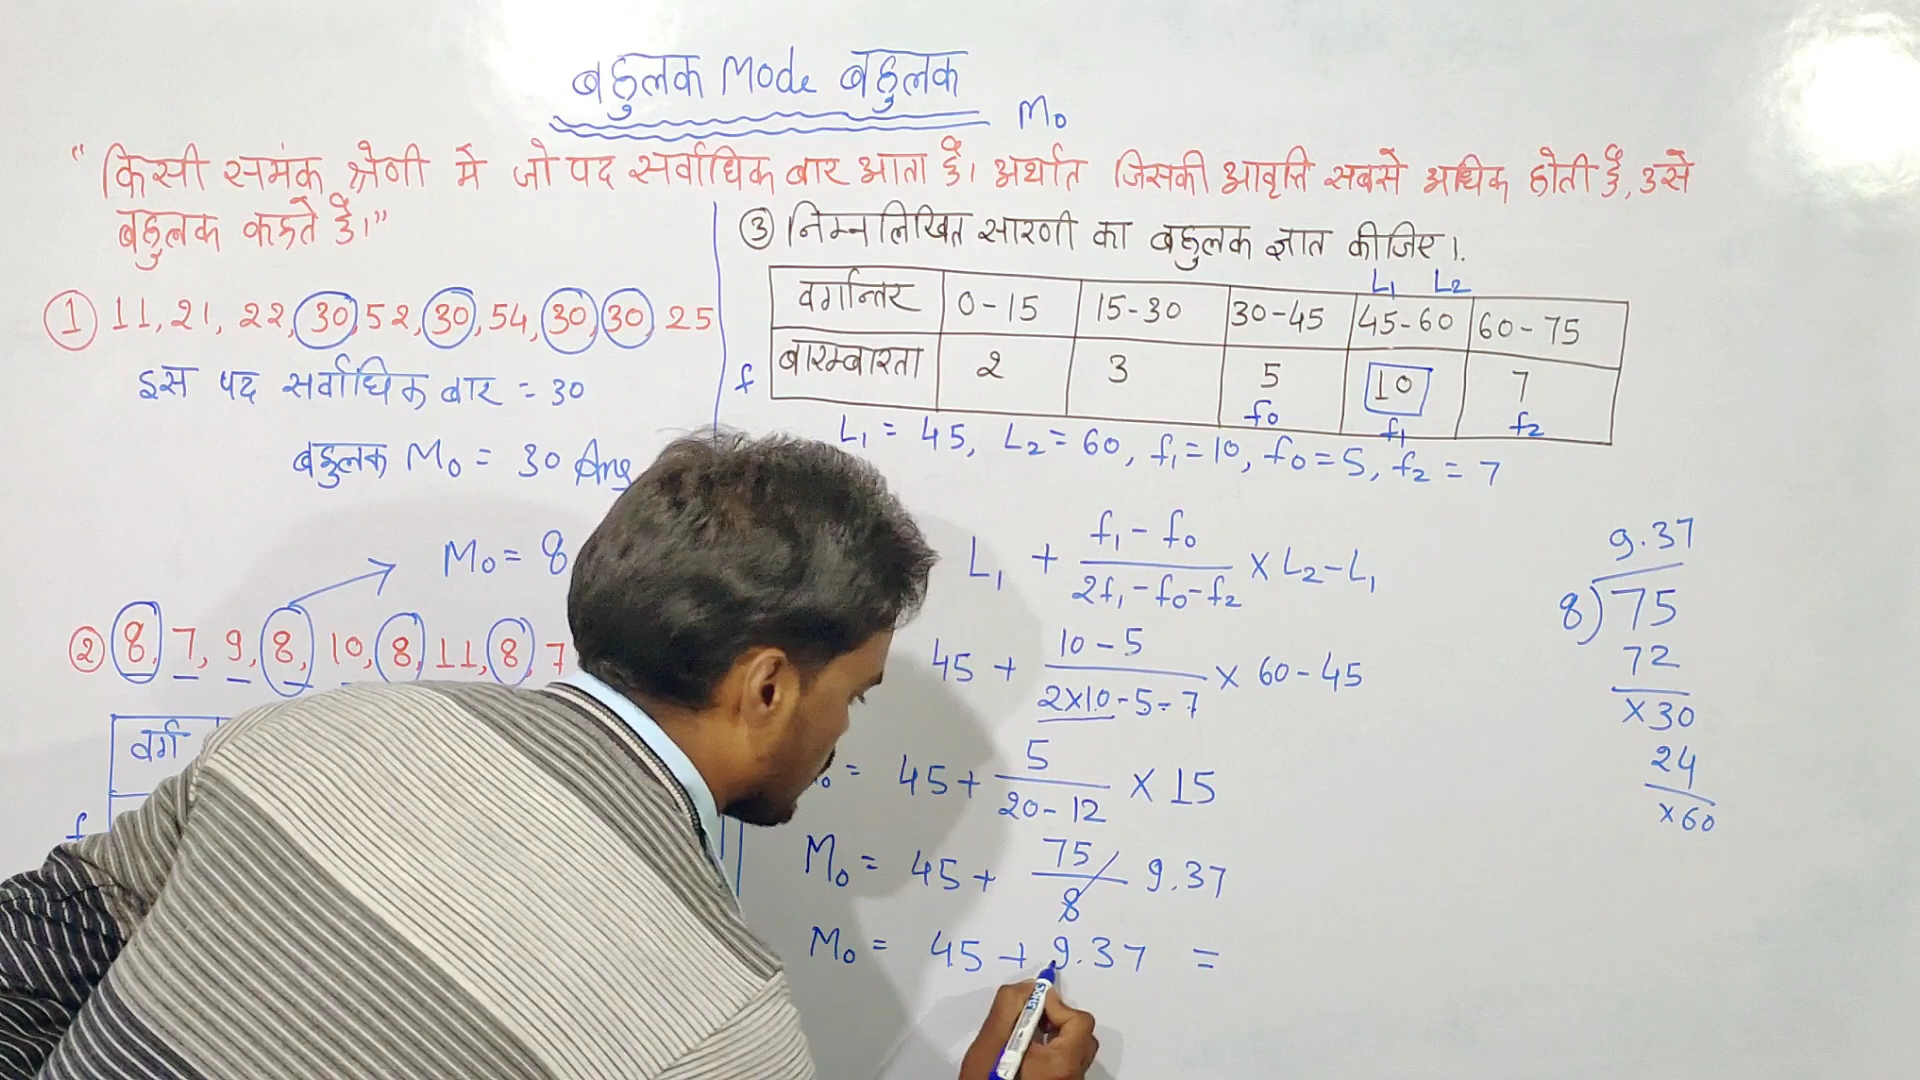 बहुलक Mode बहुलक
Mo
“किसी समंक श्रेणी मे जो पद सर्वाधिक बार आता है। अर्थात जिसकी आवृत्ति सबसे अधिक होती है, उसे
बहुलक कहते है।”
① 11, 21, 22, 30, 52, 30, 54, 30, 30, 25
इस पद सर्वाधिक बार = 30
बहुलक Mo = 30 Ans
Mo = 8
② 8, 7, 9, 8, 10, 8, 11, 8, 7
वर्ग
f
③ निम्नलिखित सारणी का बहुलक ज्ञात कीजिए।
L₁ L₂
वर्गान्तर 0-15 15-30 30-45 45-60 60-75
f बारम्बारता 2 3 5 10 7
f₀ f₁ f₂
L₁ = 45, L₂ = 60, f₁ = 10, f₀ = 5, f₂ = 7
L₁ + f₁ - f₀ / 2f₁ - f₀ - f₂ × L₂ - L₁
45 + 10 - 5 / 2×10 - 5 - 7 × 60 - 45
= 45 + 5 / 20 - 12 × 15
Mo = 45 + 75 / 8 9.37
Mo = 45 + 9.37 =
9.37
8) 75
72
×30
24
×60